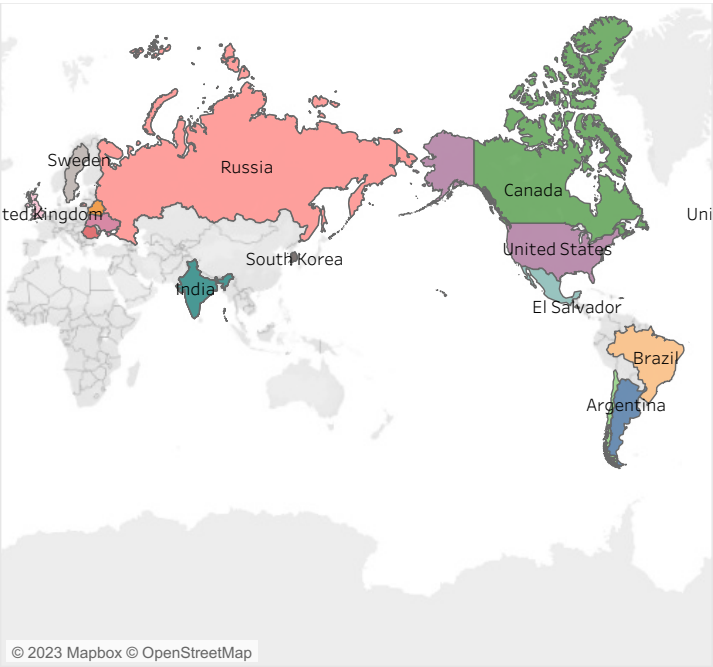 Sweden
Russia
Canada
ted Kingdom
Uni
United States
South Korea
India
El Salvador
Brazil
Argentina
© 2023 Mapbox © OpenStreetMap